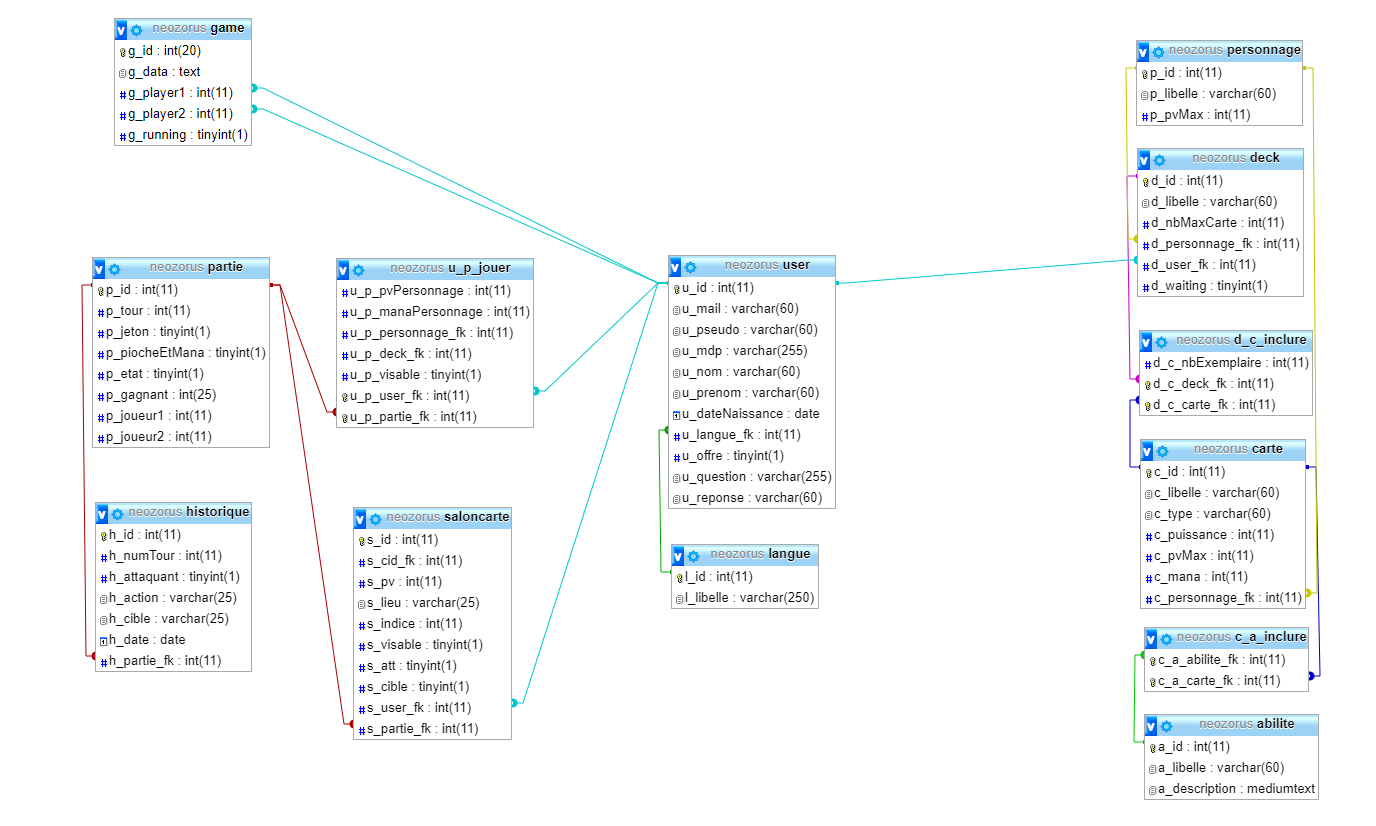 neozorus game
g_id : int(20)
g_data : text
g_player1 : int(11)
g_player2 : int(11)
g_running : tinyint(1)
neozorus partie
p_id : int(11)
p_tour : int(11)
p_jeton : tinyint(1)
p_piocheEtMana : tinyint(1)
p_etat : tinyint(1)
p_gagnant : int(25)
p_joueur1 : int(11)
p_joueur2 : int(11)
neozorus historique
h_id : int(11)
h_numTour : int(11)
h_attaquant : tinyint(1)
h_action : varchar(25)
h_cible : varchar(25)
h_date : date
h_partie_fk : int(11)
neozorus u_p_jouer
u_p_pvPersonnage : int(11)
u_p_manaPersonnage : int(11)
u_p_personnage_fk : int(11)
u_p_deck_fk : int(11)
u_p_visable : tinyint(1)
u_p_user_fk : int(11)
u_p_partie_fk : int(11)
neozorus saloncarte
s_id : int(11)
s_cid_fk : int(11)
s_pv : int(11)
s_lieu : varchar(25)
s_indice : int(11)
s_visable : tinyint(1)
s_att : tinyint(1)
s_cible : tinyint(1)
s_user_fk : int(11)
s_partie_fk : int(11)
neozorus user
u_id : int(11)
u_mail : varchar(60)
u_pseudo : varchar(60)
u_mdp : varchar(255)
u_nom : varchar(60)
u_prenom : varchar(60)
u_dateNaissance : date
u_langue_fk : int(11)
u_offre : tinyint(1)
u_question : varchar(255)
u_reponse : varchar(60)
neozorus langue
l_id : int(11)
l_libelle : varchar(250)
neozorus personnage
p_id : int(11)
p_libelle : varchar(60)
p_pvMax : int(11)
neozorus deck
d_id : int(11)
d_libelle : varchar(60)
d_nbMaxCarte : int(11)
d_personnage_fk : int(11)
d_user_fk : int(11)
d_waiting : tinyint(1)
neozorus d_c_inclure
d_c_nbExemplaire : int(11)
d_c_deck_fk : int(11)
d_c_carte_fk : int(11)
neozorus carte
c_id : int(11)
c_libelle : varchar(60)
c_type : varchar(60)
c_puissance : int(11)
c_pvMax : int(11)
c_mana : int(11)
c_personnage_fk : int(11)
neozorus c_a_inclure
c_a_abilite_fk : int(11)
c_a_carte_fk : int(11)
neozorus abilite
a_id : int(11)
a_libelle : varchar(60)
a_description : mediumtext